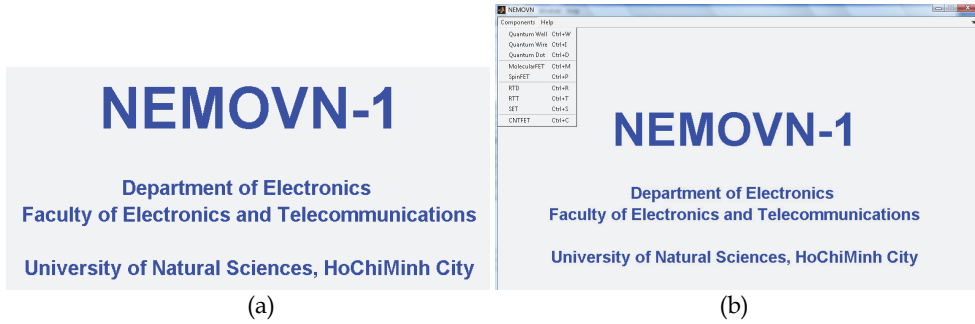 NEMOVN-1
Department of Electronics
Faculty of Electronics and Telecommunications
University of Natural Sciences, HoChiMinh City
(a)
NEMOVN
Components Help
Quantum Well Ctrl+W
Quantum Wire Ctrl+I
Quantum Dot Ctrl+D
MolecularFET Ctrl+M
SpinFET Ctrl+P
RTD Ctrl+R
RTT Ctrl+T
SET Ctrl+S
CNTFET Ctrl+C
NEMOVN-1
Department of Electronics
Faculty of Electronics and Telecommunications
University of Natural Sciences, HoChiMinh City
(b)